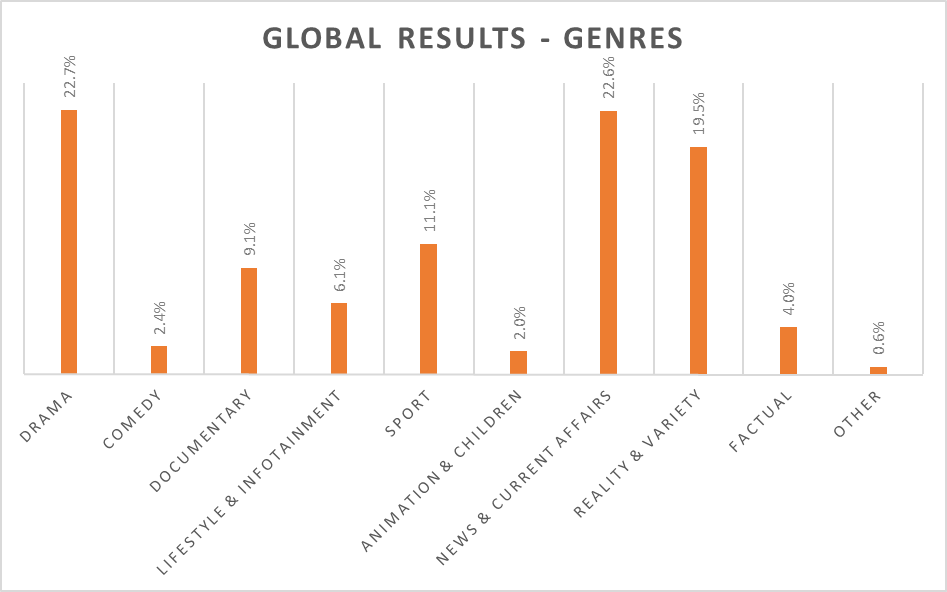 GLOBAL RESULTS - GENRES
22.7%
2.4%
9.1%
6.1%
11.1%
2.0%
22.6%
19.5%
4.0%
0.6%
DRAMA
COMEDY
DOCUMENTARY
LIFESTYLE & INFOTAINMENT
SPORT
ANIMATION & CHILDREN
NEWS & CURRENT AFFAIRS
REALITY & VARIETY
FACTUAL
OTHER